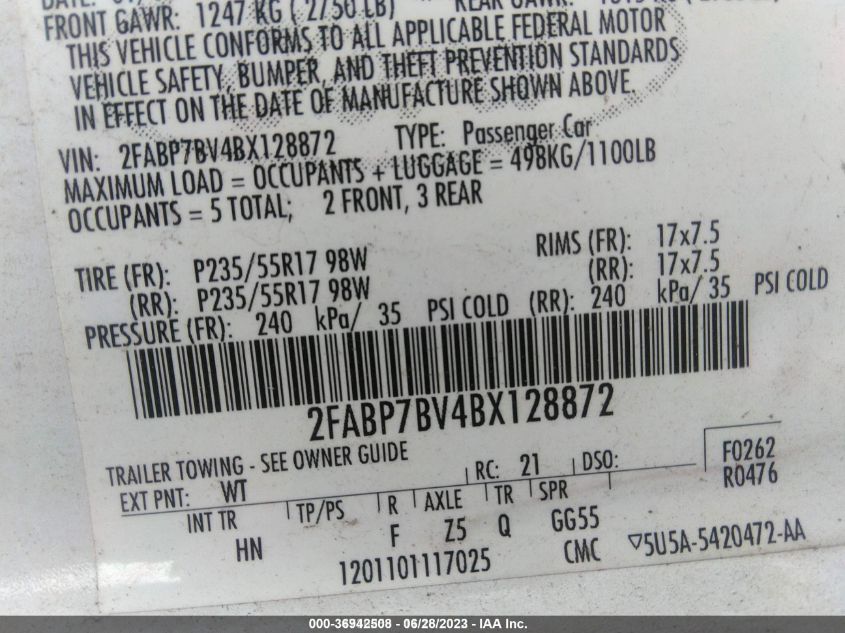 FRONT GAWR: 1247 KG ( 2750 LB)
THIS VEHICLE CONFORMS TO ALL APPLICABLE FEDERAL MOTOR
VEHICLE SAFETY, BUMPER, AND THEFT PREVENTION STANDARDS
IN EFFECT ON THE DATE OF MANUFACTURE SHOWN ABOVE.
VIN: 2FABP7BV4BX128872 TYPE: Passenger Car
MAXIMUM LOAD = OCCUPANTS + LUGGAGE = 498KG/1100LB
OCCUPANTS = 5 TOTAL; 2 FRONT, 3 REAR
TIRE (FR): P235/55R17 98W RIMS (FR): 17x7.5
(RR): P235/55R17 98W (RR): 17x7.5
PRESSURE (FR): 240 kPa/ 35 PSI COLD (RR): 240 kPa/ 35 PSI COLD
2FABP7BV4BX128872
TRAILER TOWING - SEE OWNER GUIDE
EXT PNT: WT RC: 21 DSO: F0262
R0476
INT TR TP/PS R AXLE TR SPR
HN F Z5 Q GG55
1201101117025 CMC ▽5U5A-5420472-AA
000-36942508 - 06/28/2023 - IAA Inc.